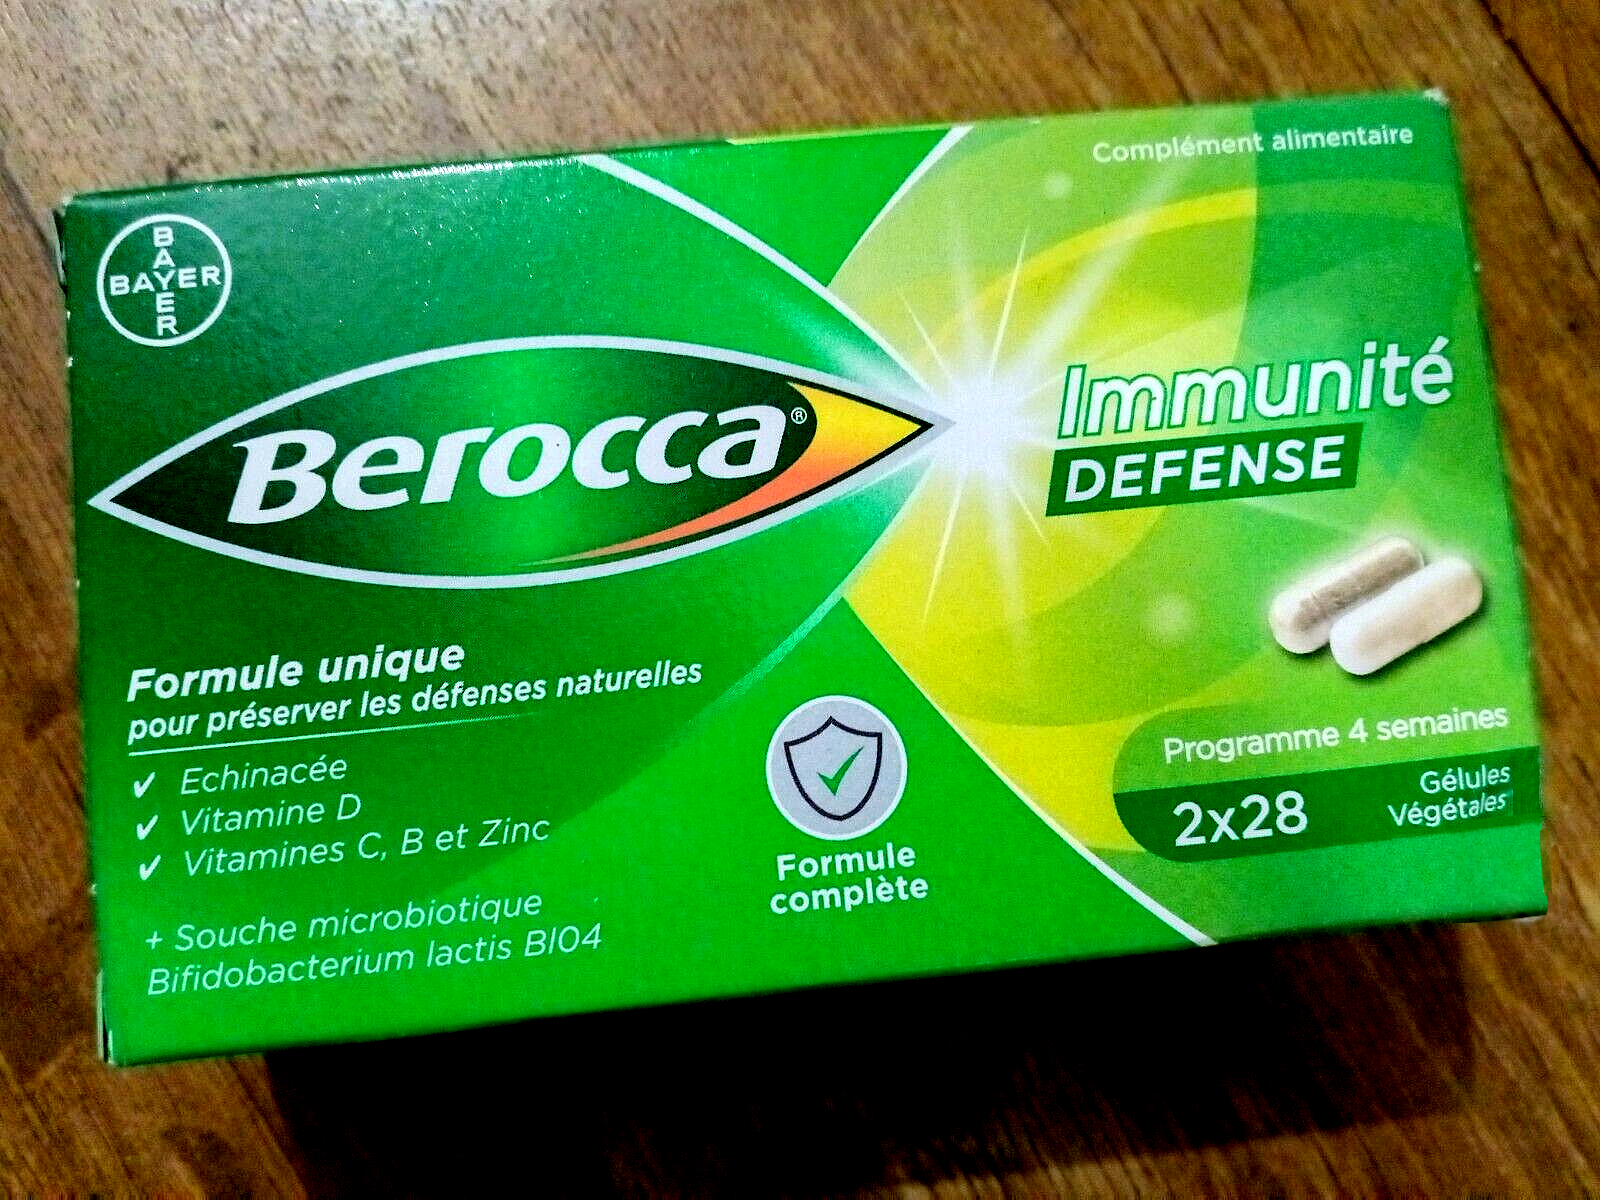 Complément alimentaire
BAYER
BAYER
Berocca®
Immunité
DEFENSE
Formule unique
pour préserver les défenses naturelles
✓ Echinacée
✓ Vitamine D
✓ Vitamines C, B et Zinc
+ Souche microbiotique
Bifidobacterium lactis Bl04
Formule
complète
Programme 4 semaines
2x28
Gélules
Végétales